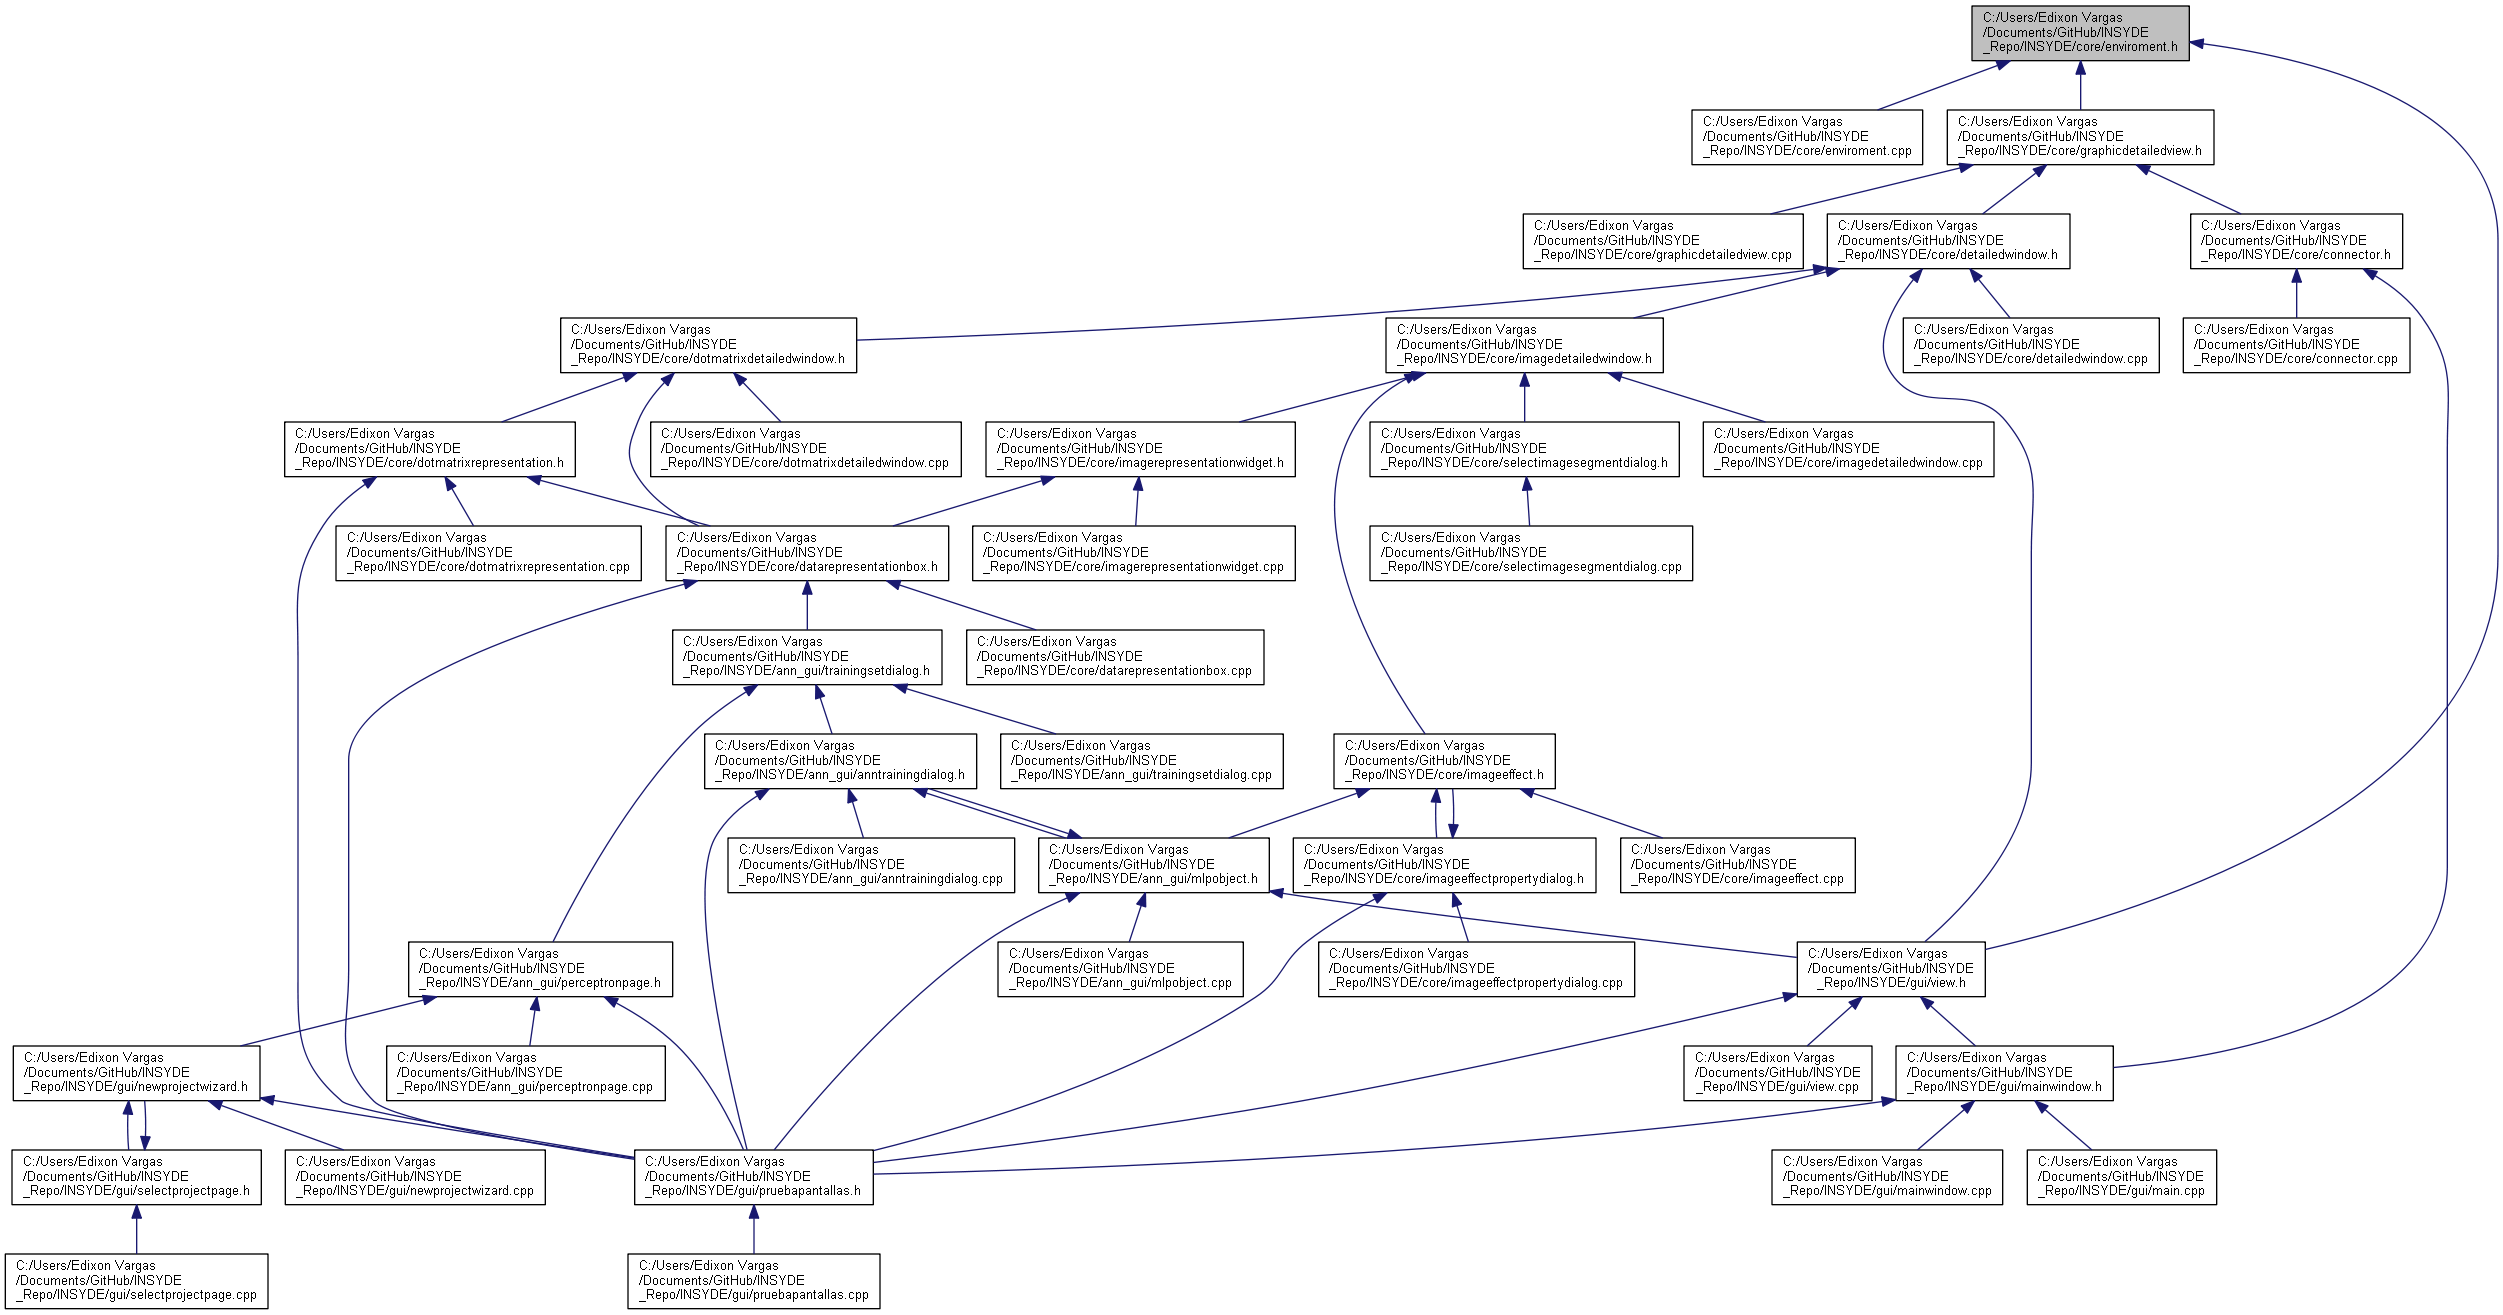 C:/Users/Edixon Vargas
/Documents/GitHub/INSYDE
_Repo/INSYDE/core/enviroment.h
C:/Users/Edixon Vargas
/Documents/GitHub/INSYDE
_Repo/INSYDE/core/enviroment.cpp
C:/Users/Edixon Vargas
/Documents/GitHub/INSYDE
_Repo/INSYDE/core/graphicdetailedview.h
C:/Users/Edixon Vargas
/Documents/GitHub/INSYDE
_Repo/INSYDE/core/graphicdetailedview.cpp
C:/Users/Edixon Vargas
/Documents/GitHub/INSYDE
_Repo/INSYDE/core/detailedwindow.h
C:/Users/Edixon Vargas
/Documents/GitHub/INSYDE
_Repo/INSYDE/core/connector.h
C:/Users/Edixon Vargas
/Documents/GitHub/INSYDE
_Repo/INSYDE/core/dotmatrixdetailedwindow.h
C:/Users/Edixon Vargas
/Documents/GitHub/INSYDE
_Repo/INSYDE/core/imagedetailedwindow.h
C:/Users/Edixon Vargas
/Documents/GitHub/INSYDE
_Repo/INSYDE/core/detailedwindow.cpp
C:/Users/Edixon Vargas
/Documents/GitHub/INSYDE
_Repo/INSYDE/core/connector.cpp
C:/Users/Edixon Vargas
/Documents/GitHub/INSYDE
_Repo/INSYDE/core/dotmatrixrepresentation.h
C:/Users/Edixon Vargas
/Documents/GitHub/INSYDE
_Repo/INSYDE/core/dotmatrixdetailedwindow.cpp
C:/Users/Edixon Vargas
/Documents/GitHub/INSYDE
_Repo/INSYDE/core/imagerepresentationwidget.h
C:/Users/Edixon Vargas
/Documents/GitHub/INSYDE
_Repo/INSYDE/core/selectimagesegmentdialog.h
C:/Users/Edixon Vargas
/Documents/GitHub/INSYDE
_Repo/INSYDE/core/imagedetailedwindow.cpp
C:/Users/Edixon Vargas
/Documents/GitHub/INSYDE
_Repo/INSYDE/core/dotmatrixrepresentation.cpp
C:/Users/Edixon Vargas
/Documents/GitHub/INSYDE
_Repo/INSYDE/core/datarepresentationbox.h
C:/Users/Edixon Vargas
/Documents/GitHub/INSYDE
_Repo/INSYDE/core/imagerepresentationwidget.cpp
C:/Users/Edixon Vargas
/Documents/GitHub/INSYDE
_Repo/INSYDE/core/selectimagesegmentdialog.cpp
C:/Users/Edixon Vargas
/Documents/GitHub/INSYDE
_Repo/INSYDE/ann_gui/trainingsetdialog.h
C:/Users/Edixon Vargas
/Documents/GitHub/INSYDE
_Repo/INSYDE/core/datarepresentationbox.cpp
C:/Users/Edixon Vargas
/Documents/GitHub/INSYDE
_Repo/INSYDE/ann_gui/anntrainingdialog.h
C:/Users/Edixon Vargas
/Documents/GitHub/INSYDE
_Repo/INSYDE/ann_gui/trainingsetdialog.cpp
C:/Users/Edixon Vargas
/Documents/GitHub/INSYDE
_Repo/INSYDE/core/imageeffect.h
C:/Users/Edixon Vargas
/Documents/GitHub/INSYDE
_Repo/INSYDE/ann_gui/anntrainingdialog.cpp
C:/Users/Edixon Vargas
/Documents/GitHub/INSYDE
_Repo/INSYDE/ann_gui/mlpobject.h
C:/Users/Edixon Vargas
/Documents/GitHub/INSYDE
_Repo/INSYDE/core/imageeffectpropertydialog.h
C:/Users/Edixon Vargas
/Documents/GitHub/INSYDE
_Repo/INSYDE/core/imageeffect.cpp
C:/Users/Edixon Vargas
/Documents/GitHub/INSYDE
_Repo/INSYDE/ann_gui/perceptronpage.h
C:/Users/Edixon Vargas
/Documents/GitHub/INSYDE
_Repo/INSYDE/ann_gui/mlpobject.cpp
C:/Users/Edixon Vargas
/Documents/GitHub/INSYDE
_Repo/INSYDE/core/imageeffectpropertydialog.cpp
C:/Users/Edixon Vargas
/Documents/GitHub/INSYDE
_Repo/INSYDE/gui/view.h
C:/Users/Edixon Vargas
/Documents/GitHub/INSYDE
_Repo/INSYDE/gui/newprojectwizard.h
C:/Users/Edixon Vargas
/Documents/GitHub/INSYDE
_Repo/INSYDE/ann_gui/perceptronpage.cpp
C:/Users/Edixon Vargas
/Documents/GitHub/INSYDE
_Repo/INSYDE/gui/view.cpp
C:/Users/Edixon Vargas
/Documents/GitHub/INSYDE
_Repo/INSYDE/gui/mainwindow.h
C:/Users/Edixon Vargas
/Documents/GitHub/INSYDE
_Repo/INSYDE/gui/selectprojectpage.h
C:/Users/Edixon Vargas
/Documents/GitHub/INSYDE
_Repo/INSYDE/gui/newprojectwizard.cpp
C:/Users/Edixon Vargas
/Documents/GitHub/INSYDE
_Repo/INSYDE/gui/pruebapantallas.h
C:/Users/Edixon Vargas
/Documents/GitHub/INSYDE
_Repo/INSYDE/gui/mainwindow.cpp
C:/Users/Edixon Vargas
/Documents/GitHub/INSYDE
_Repo/INSYDE/gui/main.cpp
C:/Users/Edixon Vargas
/Documents/GitHub/INSYDE
_Repo/INSYDE/gui/selectprojectpage.cpp
C:/Users/Edixon Vargas
/Documents/GitHub/INSYDE
_Repo/INSYDE/gui/pruebapantallas.cpp